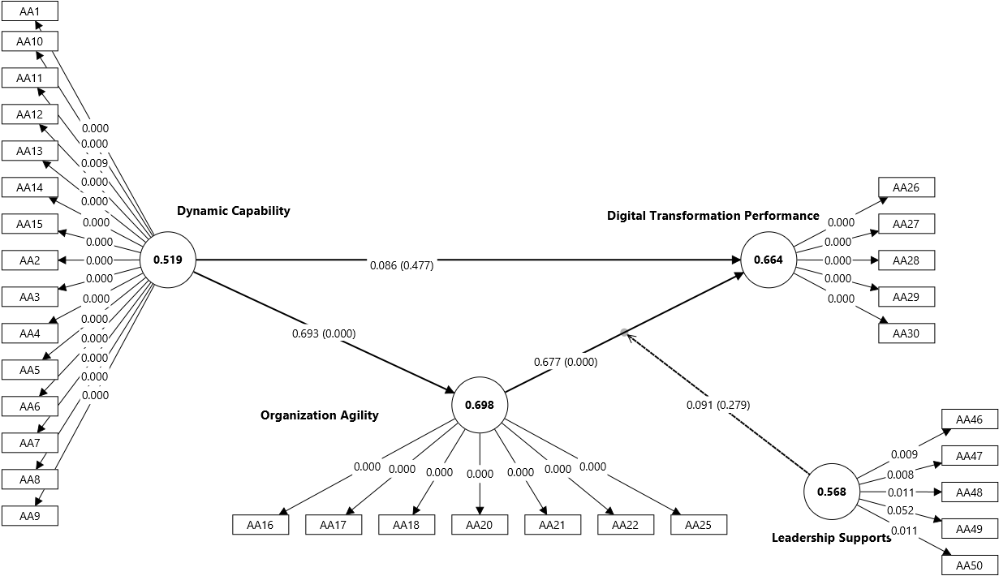 AA1
AA10
AA11
AA12
AA13
AA14
AA15
AA2
AA3
AA4
AA5
AA6
AA7
AA8
AA9
0.000
0.000
0.009
0.000
0.000
0.000
0.000
0.000
0.000
0.000
0.000
0.000
0.000
0.000
0.000
Dynamic Capability
0.519
0.086 (0.477)
0.693 (0.000)
Digital Transformation Performance
0.664
0.000
0.000
0.000
0.000
0.000
AA26
AA27
AA28
AA29
AA30
0.677 (0.000)
Organization Agility
0.698
0.000
0.000
0.000
0.000
0.000
0.000
0.000
AA16
AA17
AA18
AA20
AA21
AA22
AA25
0.091 (0.279)
0.568
Leadership Supports
0.009
0.008
0.011
0.052
0.011
AA46
AA47
AA48
AA49
AA50